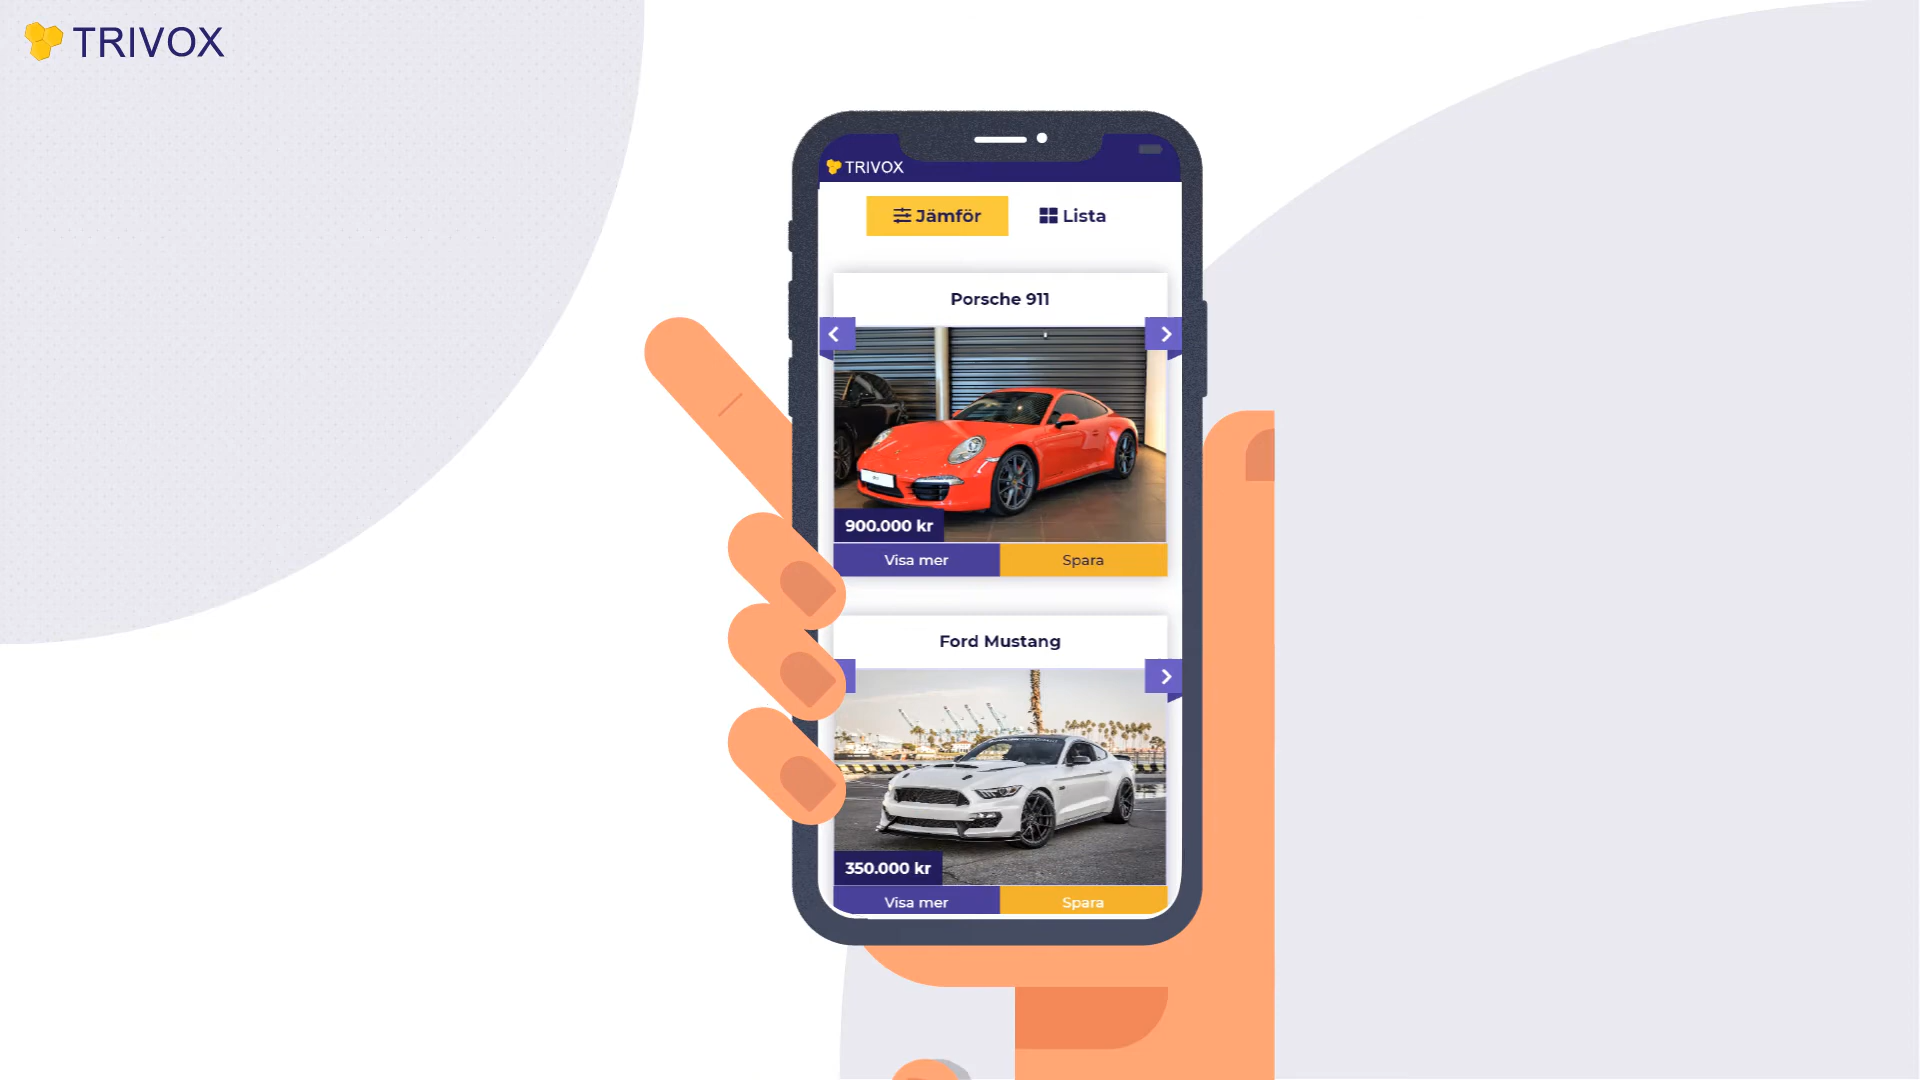 TRIVOX
TRIVOX
Jämför
Lista
Porsche 911
900.000 kr
Visa mer
Spara
Ford Mustang
350.000 kr
Visa mer
Spara